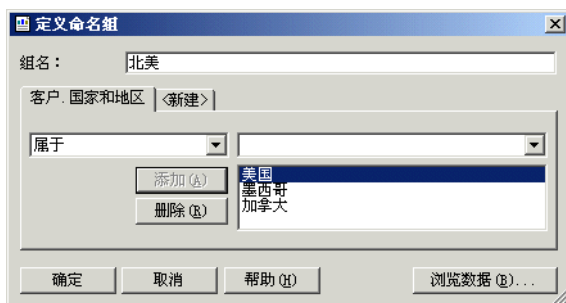 定义命名组
组名： 北美
客户.国家和地区 <新建>
属于
添加(A) 美国
墨西哥
删除(R) 加拿大
确定 取消 帮助(H) 浏览数据(B)...